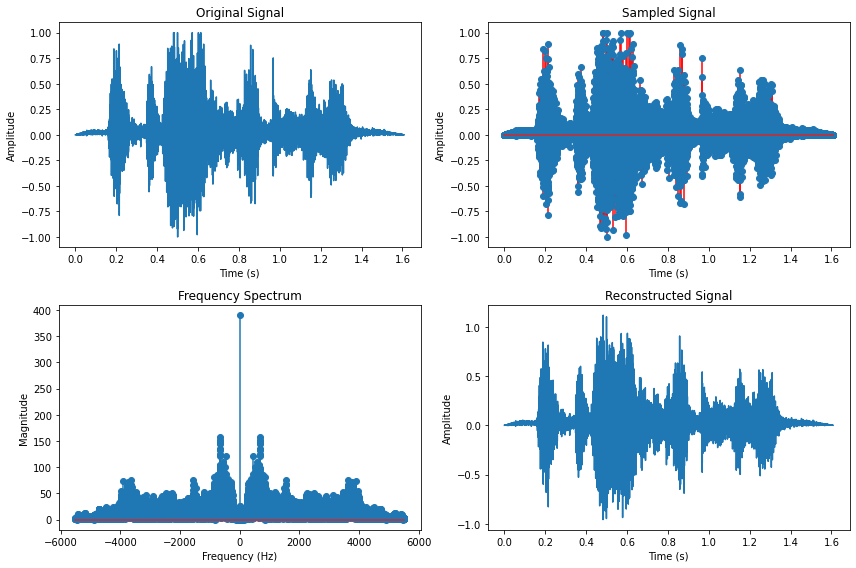 Original Signal
1.00
0.75
0.50
0.25
0.00
−0.25
−0.50
−0.75
−1.00
Amplitude
0.0 0.2 0.4 0.6 0.8 1.0 1.2 1.4 1.6
Time (s)
Sampled Signal
1.00
0.75
0.50
0.25
0.00
−0.25
−0.50
−0.75
−1.00
Amplitude
0.0 0.2 0.4 0.6 0.8 1.0 1.2 1.4 1.6
Time (s)
Frequency Spectrum
400
350
300
250
200
150
100
50
0
Magnitude
−6000 −4000 −2000 0 2000 4000 6000
Frequency (Hz)
Reconstructed Signal
1.0
0.5
0.0
−0.5
−1.0
Amplitude
0.0 0.2 0.4 0.6 0.8 1.0 1.2 1.4 1.6
Time (s)